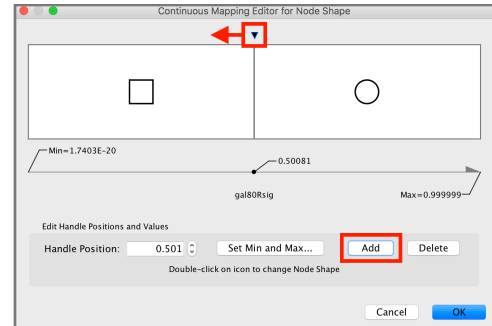 Continuous Mapping Editor for Node Shape
Min=1.7403E-20
0.50081
gal80Rsig
Max=0.999999
Edit Handle Positions and Values
Handle Position: 0.501 Set Min and Max... Add Delete
Double-click on icon to change Node Shape
Cancel OK